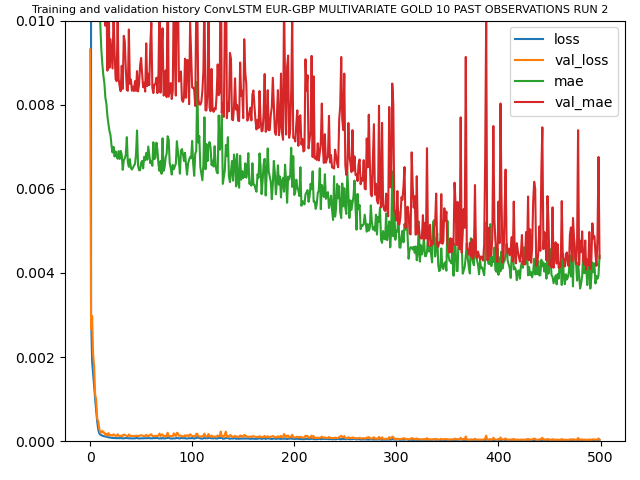 Training and validation history ConvLSTM EUR-GBP MULTIVARIATE GOLD 10 PAST OBSERVATIONS RUN 2
0.010
0.008
0.006
0.004
0.002
0.000
loss
val_loss
mae
val_mae
0 100 200 300 400 500